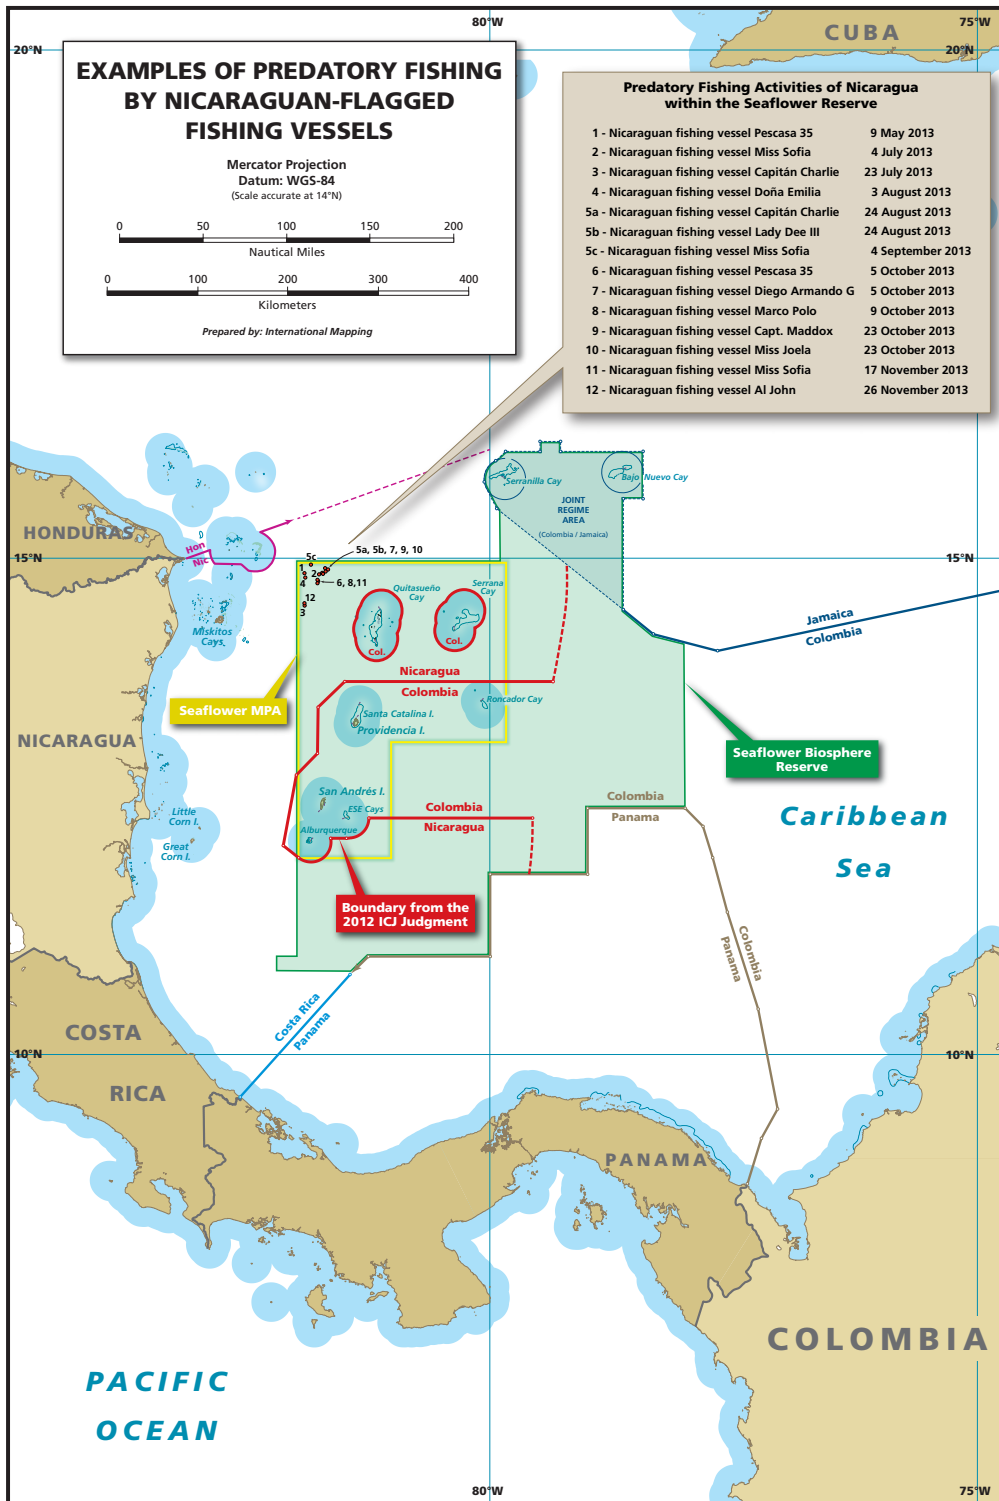 80°W
75°W
20°N
CUBA
20°N
EXAMPLES OF PREDATORY FISHING
BY NICARAGUAN-FLAGGED
FISHING VESSELS
Mercator Projection
Datum: WGS-84
(Scale accurate at 14°N)
0 50 100 150 200
Nautical Miles
0 100 200 300 400
Kilometers
Prepared by: International Mapping
Predatory Fishing Activities of Nicaragua
within the Seaflower Reserve
1 - Nicaraguan fishing vessel Pescasa 35 9 May 2013
2 - Nicaraguan fishing vessel Miss Sofia 4 July 2013
3 - Nicaraguan fishing vessel Capitán Charlie 23 July 2013
4 - Nicaraguan fishing vessel Doña Emilia 3 August 2013
5a - Nicaraguan fishing vessel Capitán Charlie 24 August 2013
5b - Nicaraguan fishing vessel Lady Dee III 24 August 2013
5c - Nicaraguan fishing vessel Miss Sofia 4 September 2013
6 - Nicaraguan fishing vessel Pescasa 35 5 October 2013
7 - Nicaraguan fishing vessel Diego Armando G 5 October 2013
8 - Nicaraguan fishing vessel Marco Polo 9 October 2013
9 - Nicaraguan fishing vessel Capt. Maddox 23 October 2013
10 - Nicaraguan fishing vessel Miss Joela 23 October 2013
11 - Nicaraguan fishing vessel Miss Sofia 17 November 2013
12 - Nicaraguan fishing vessel Al John 26 November 2013
Serranilla Cay
Bajo Nuevo Cay
JOINT
REGIME
AREA
(Colombia / Jamaica)
HONDURAS
Hon
Nic
15°N
15°N
5c
5a, 5b, 7, 9, 10
1
2
4
6, 8,11
12
3
Quitasueño
Cay
Serrana
Cay
Col.
Col.
Miskitos
Cays
Jamaica
Colombia
Nicaragua
Colombia
Roncador Cay
Seaflower MPA
Santa Catalina I.
Providencia I.
NICARAGUA
Seaflower Biosphere
Reserve
San Andrés I.
ESE Cays
Alburquerque
Little
Corn I.
Great
Corn I.
Colombia
Nicaragua
Colombia
Panama
Caribbean
Sea
Boundary from the
2012 ICJ Judgment
Colombia
Panama
Costa Rica
Panama
COSTA
RICA
10°N
10°N
PANAMA
COLOMBIA
PACIFIC
OCEAN
80°W
75°W